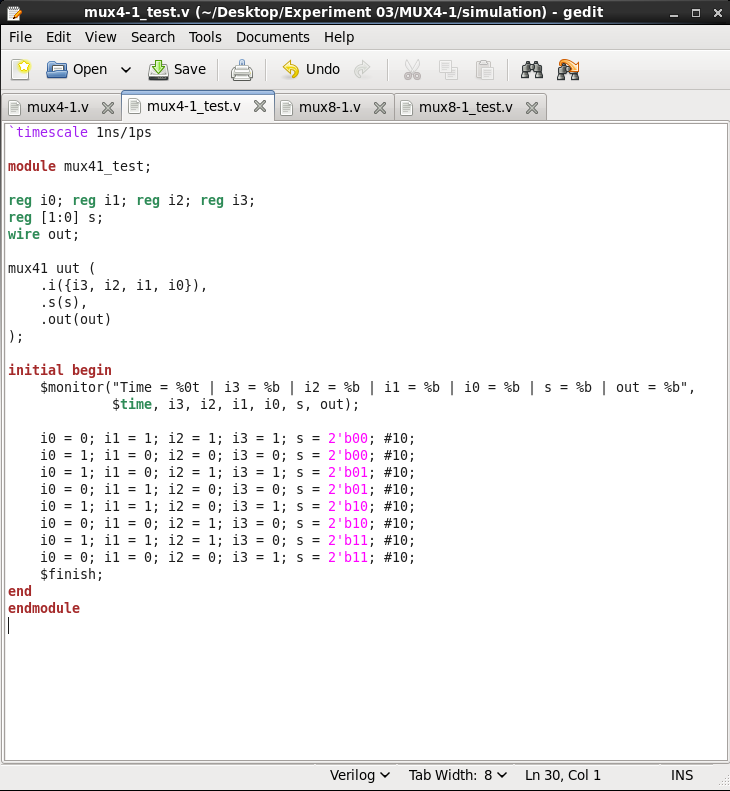 mux4-1_test.v (~/Desktop/Experiment 03/MUX4-1/simulation) - gedit
File Edit View Search Tools Documents Help
Open Save Undo
mux4-1.v mux4-1_test.v mux8-1.v mux8-1_test.v
`timescale 1ns/1ps
module mux41_test;
reg i0; reg i1; reg i2; reg i3;
reg [1:0] s;
wire out;
mux41 uut (
    .i({i3, i2, i1, i0}),
    .s(s),
    .out(out)
);
initial begin
    $monitor("Time = %0t | i3 = %b | i2 = %b | i1 = %b | i0 = %b | s = %b | out = %b",
             $time, i3, i2, i1, i0, s, out);
    i0 = 0; i1 = 1; i2 = 1; i3 = 1; s = 2'b00; #10;
    i0 = 1; i1 = 0; i2 = 0; i3 = 0; s = 2'b00; #10;
    i0 = 1; i1 = 0; i2 = 1; i3 = 1; s = 2'b01; #10;
    i0 = 0; i1 = 1; i2 = 0; i3 = 0; s = 2'b01; #10;
    i0 = 1; i1 = 1; i2 = 0; i3 = 1; s = 2'b10; #10;
    i0 = 0; i1 = 0; i2 = 1; i3 = 0; s = 2'b10; #10;
    i0 = 1; i1 = 1; i2 = 1; i3 = 0; s = 2'b11; #10;
    i0 = 0; i1 = 0; i2 = 0; i3 = 1; s = 2'b11; #10;
    $finish;
end
endmodule
Verilog Tab Width: 8 Ln 30, Col 1 INS